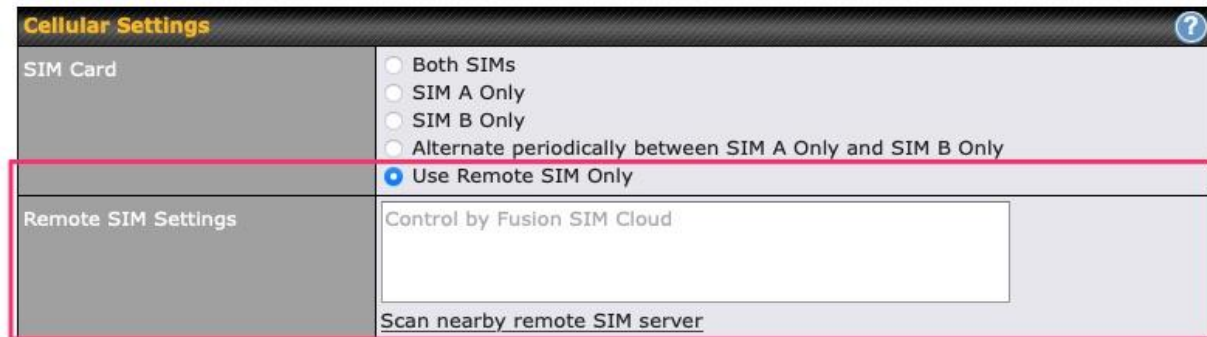 Cellular Settings
?
SIM Card
Both SIMs
SIM A Only
SIM B Only
Alternate periodically between SIM A Only and SIM B Only
Use Remote SIM Only
Remote SIM Settings
Control by Fusion SIM Cloud
Scan nearby remote SIM server